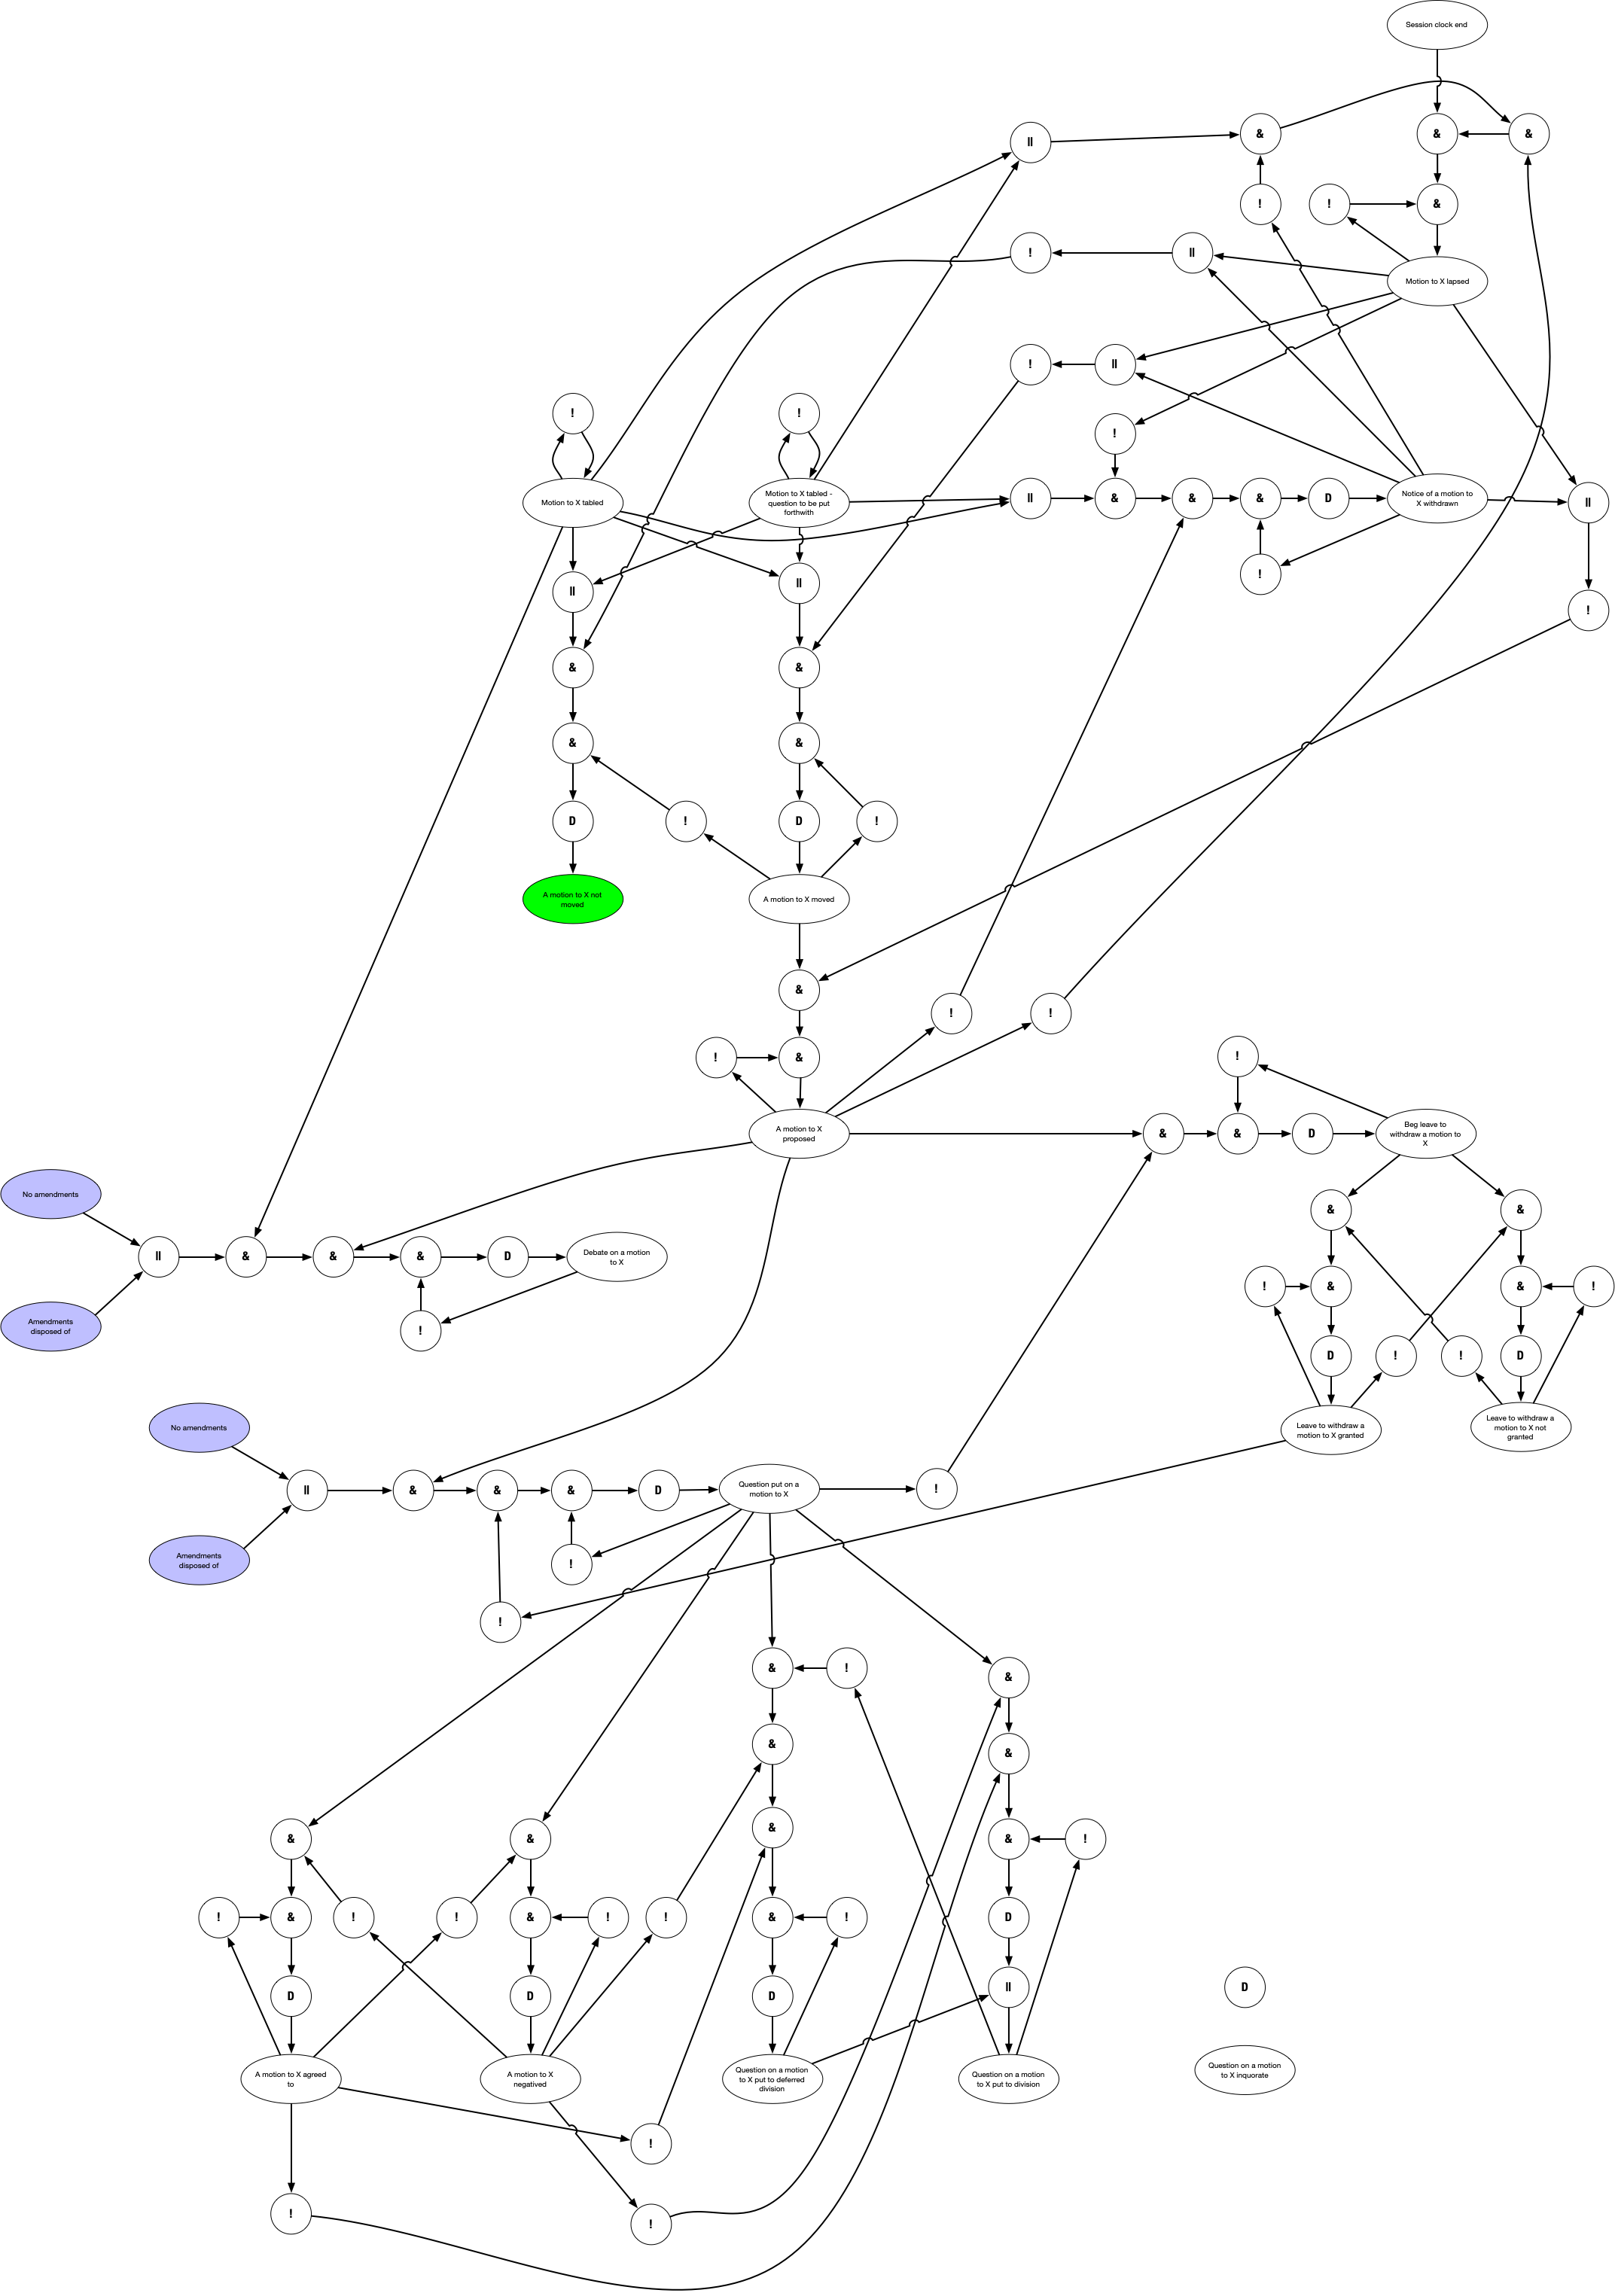 Session clock end
||
&
&
&
!
!
&
!
||
Motion to X lapsed
!
||
!
!
!
Motion to X tabled
Motion to X tabled -
question to be put
forthwith
||
&
&
&
D
Notice of a motion to
X withdrawn
||
||
||
!
!
&
&
&
&
D
!
D
!
A motion to X not
moved
A motion to X moved
&
!
!
!
&
!
A motion to X
proposed
&
&
D
Beg leave to
withdraw a motion to
X
No amendments
&
&
||
&
&
&
D
Debate on a motion
to X
!
&
&
!
Amendments
disposed of
!
D
!
!
D
No amendments
Leave to withdraw a
motion to X granted
Leave to withdraw a
motion to X not
granted
||
&
&
&
D
Question put on a
motion to X
!
Amendments
disposed of
!
!
&
!
&
&
&
&
&
&
&
!
!
&
!
!
&
!
!
&
!
D
D
D
D
||
D
A motion to X agreed
to
A motion to X
negatived
Question on a motion
to X put to deferred
division
Question on a motion
to X put to division
Question on a motion
to X inquorate
!
!
!